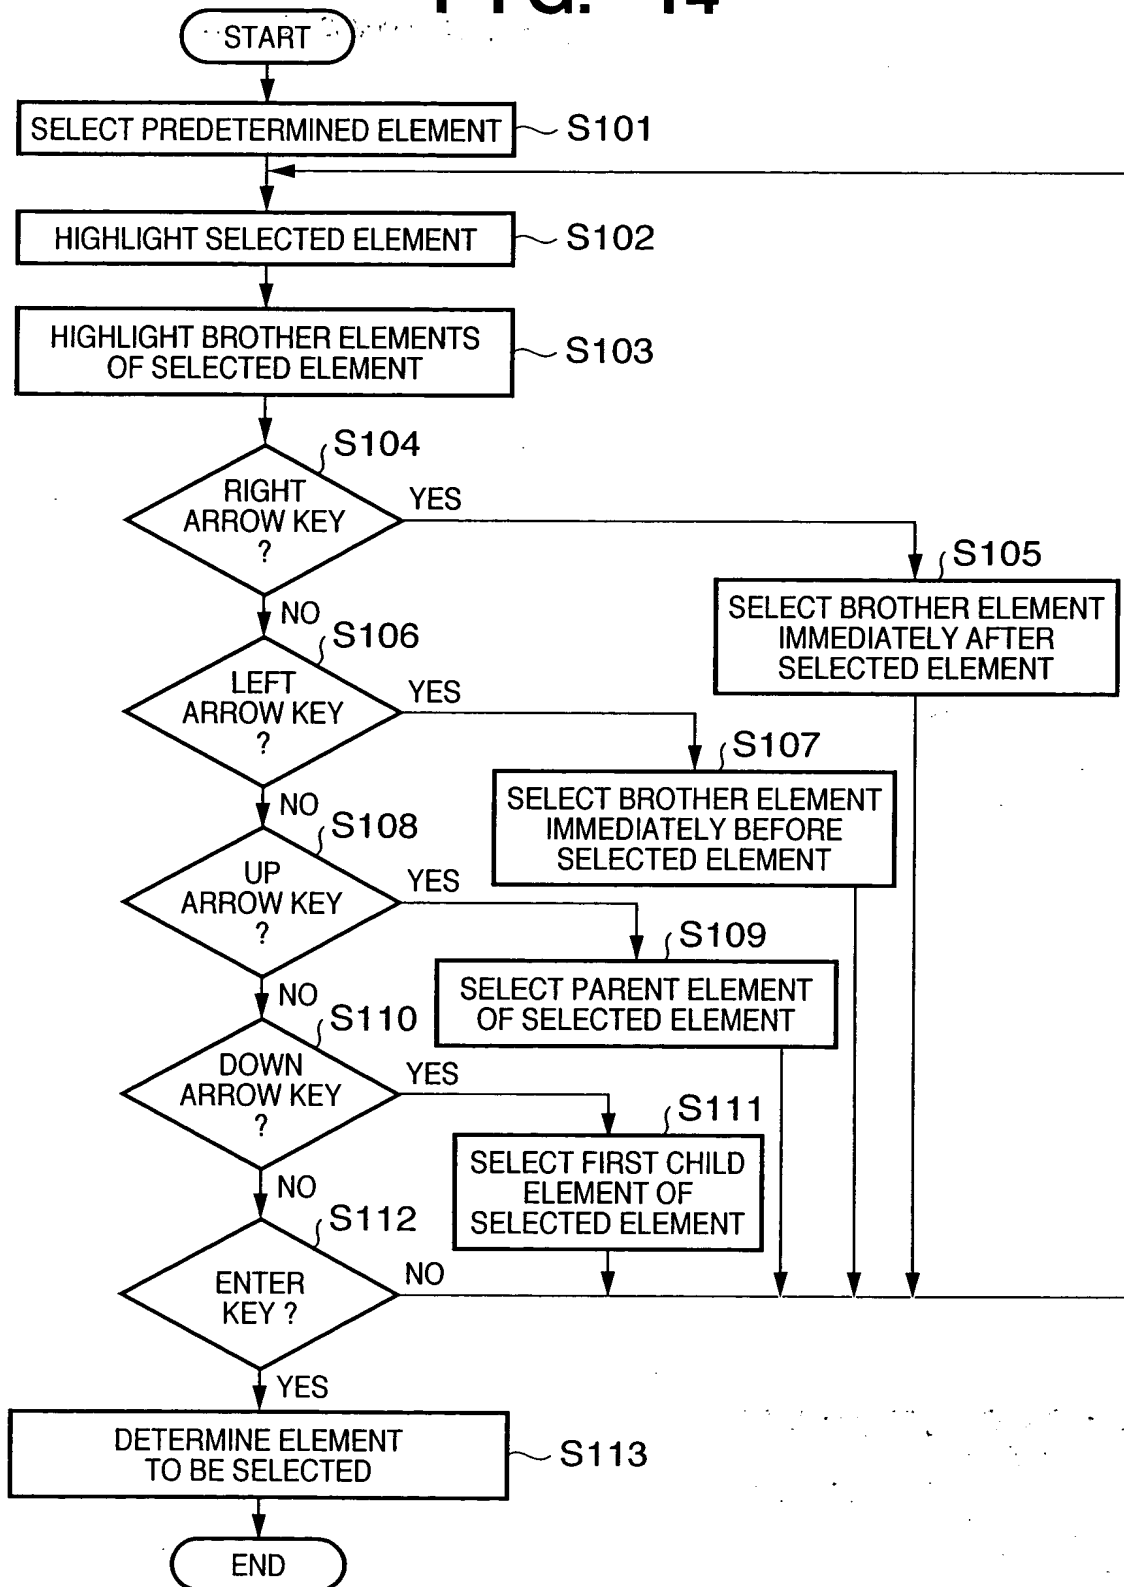 FIG. 14
START
SELECT PREDETERMINED ELEMENT
S101
HIGHLIGHT SELECTED ELEMENT
S102
HIGHLIGHT BROTHER ELEMENTS
OF SELECTED ELEMENT
S103
S104
RIGHT
ARROW KEY
?
YES
NO
S105
SELECT BROTHER ELEMENT
IMMEDIATELY AFTER
SELECTED ELEMENT
S106
LEFT
ARROW KEY
?
YES
NO
S107
SELECT BROTHER ELEMENT
IMMEDIATELY BEFORE
SELECTED ELEMENT
S108
UP
ARROW KEY
?
YES
NO
S109
SELECT PARENT ELEMENT
OF SELECTED ELEMENT
S110
DOWN
ARROW KEY
?
YES
NO
S111
SELECT FIRST CHILD
ELEMENT OF
SELECTED ELEMENT
S112
ENTER
KEY ?
NO
YES
DETERMINE ELEMENT
TO BE SELECTED
S113
END